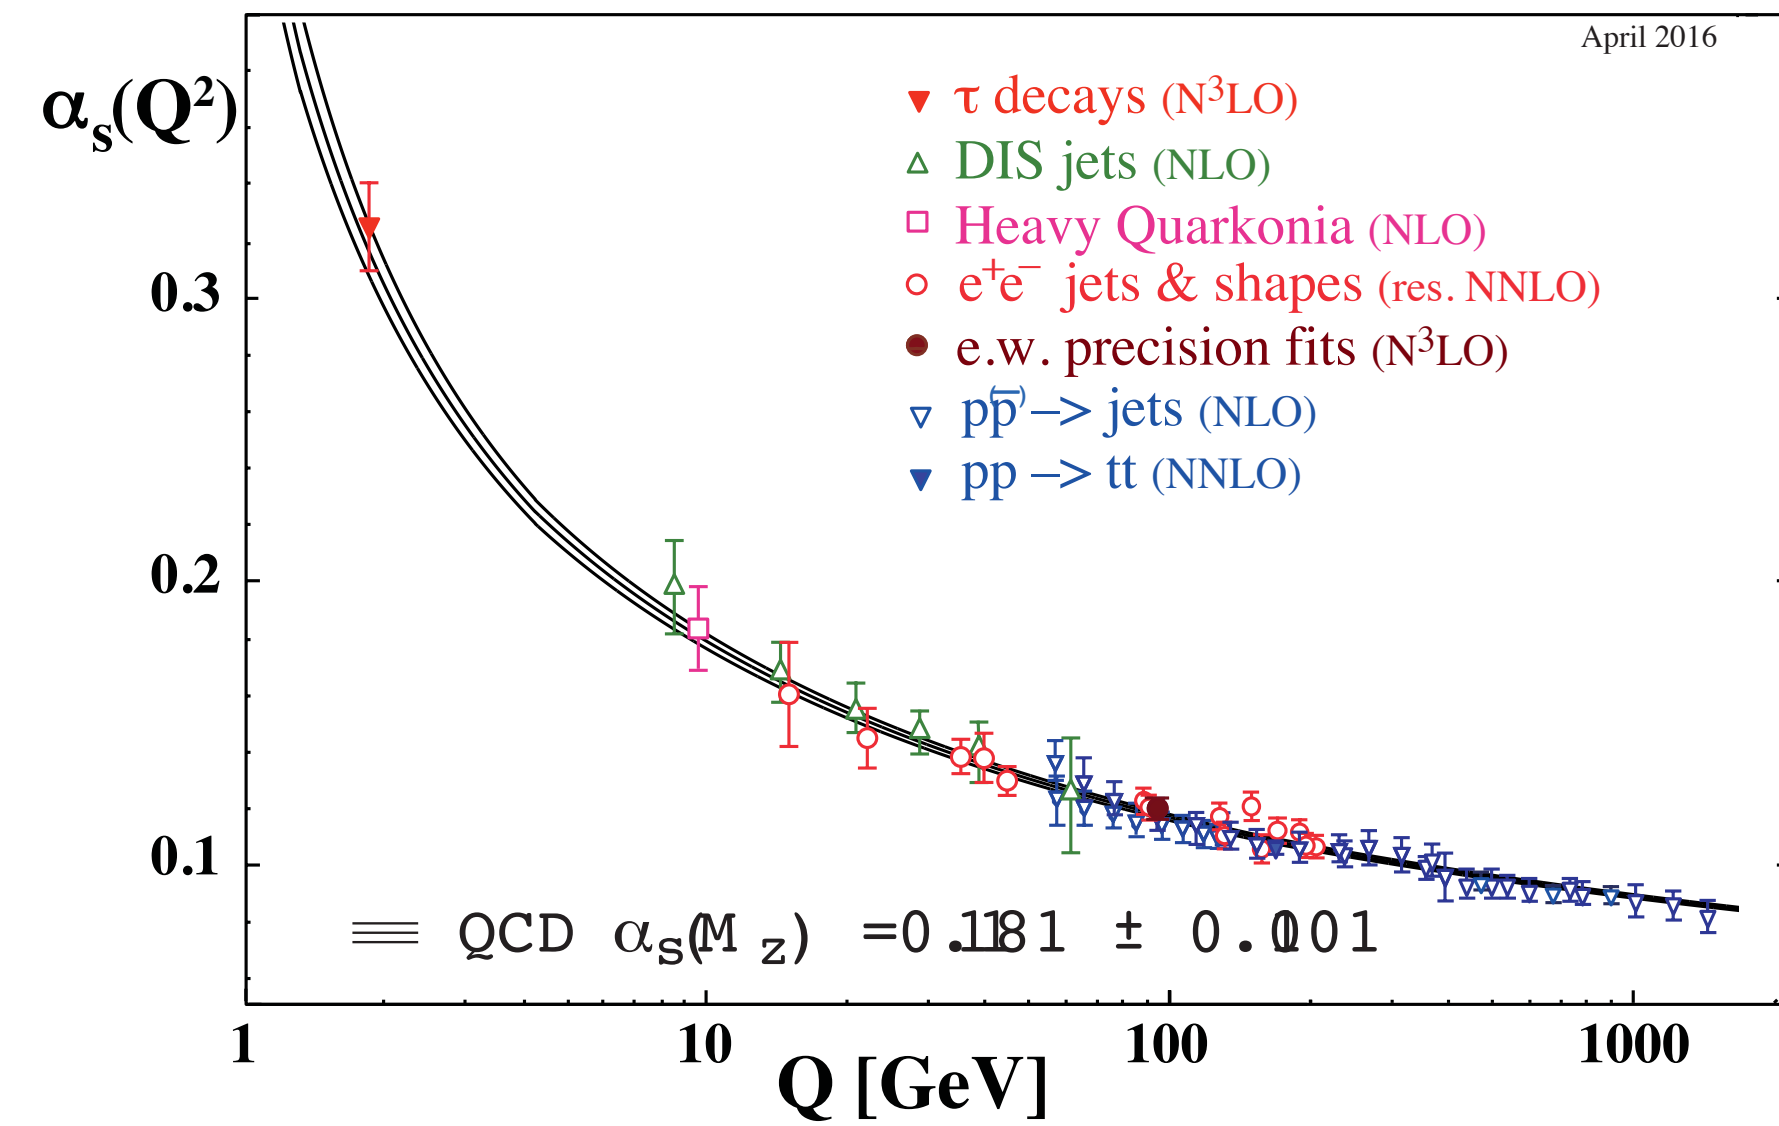 April 2016
αs(Q²)
τ decays (N³LO)
DIS jets (NLO)
Heavy Quarkonia (NLO)
e⁺e⁻ jets & shapes (res. NNLO)
e.w. precision fits (N³LO)
pp̅⁽⁾ –> jets (NLO)
pp –> tt (NNLO)
0.3
0.2
0.1
QCD αs(Mz) = 0.1181 ± 0.001
1 10 100 1000
Q [GeV]